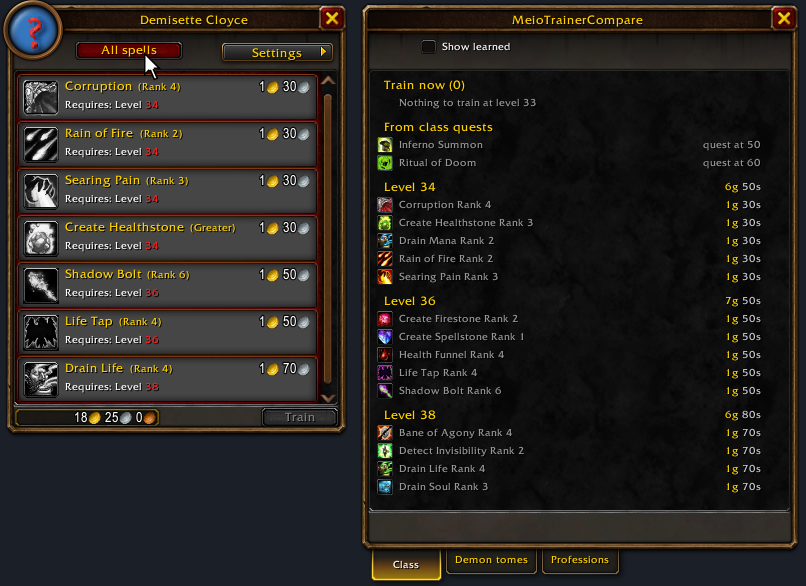 Demisette Cloyce
All spells
Settings
Corruption (Rank 4) 1 30
Requires: Level 34
Rain of Fire (Rank 2) 1 30
Requires: Level 34
Searing Pain (Rank 3) 1 30
Requires: Level 34
Create Healthstone (Greater) 1 30
Requires: Level 34
Shadow Bolt (Rank 6) 1 50
Requires: Level 36
Life Tap (Rank 4) 1 50
Requires: Level 36
Drain Life (Rank 4) 1 70
Requires: Level 38
18 25 0
Train
MeioTrainerCompare
Show learned
Train now (0)
Nothing to train at level 33
From class quests
Inferno Summon quest at 50
Ritual of Doom quest at 60
Level 34 6g 50s
Corruption Rank 4 1g 30s
Create Healthstone Rank 3 1g 30s
Drain Mana Rank 2 1g 30s
Rain of Fire Rank 2 1g 30s
Searing Pain Rank 3 1g 30s
Level 36 7g 50s
Create Firestone Rank 2 1g 50s
Create Spellstone Rank 1 1g 50s
Health Funnel Rank 4 1g 50s
Life Tap Rank 4 1g 50s
Shadow Bolt Rank 6 1g 50s
Level 38 6g 80s
Bane of Agony Rank 4 1g 70s
Detect Invisibility Rank 2 1g 70s
Drain Life Rank 4 1g 70s
Drain Soul Rank 3 1g 70s
Class
Demon tomes
Professions